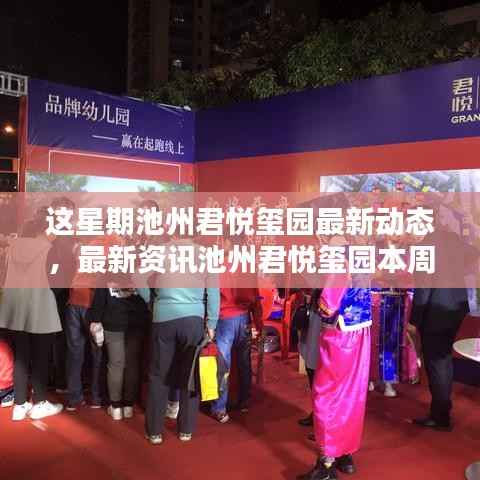 品牌幼儿园
—— 赢在起跑线上
君悦
GRAN
这星期池州君悦玺园最新动态
，最新资讯池州君悦玺园本周